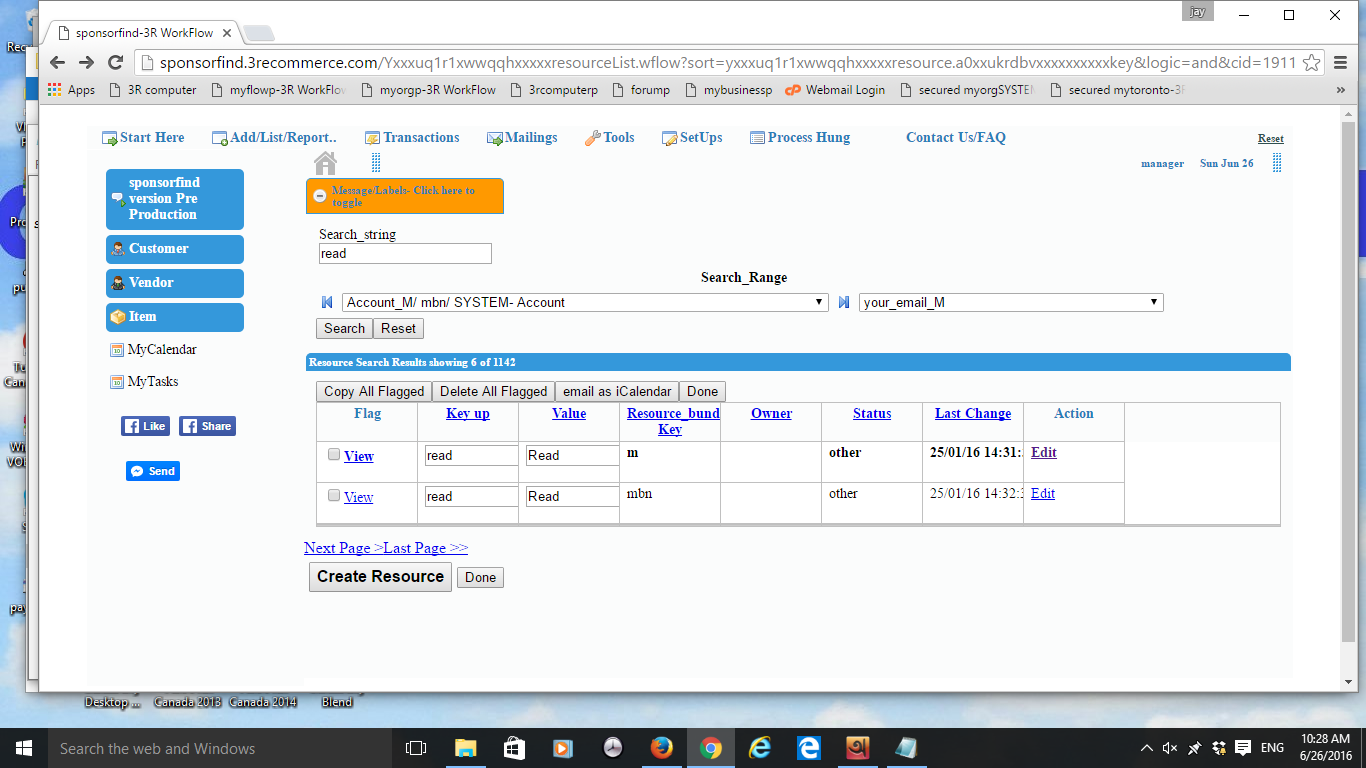 jay
sponsorfind-3R WorkFlow
sponsorfind.3recommerce.com/Yxxxuq1r1xwwqqhxxxxxresourceList.wflow?sort=yxxxuq1r1xwwqqhxxxxxresource.a0xxukrdbvxxxxxxxxxxkey&logic=and&cid=1911
Apps 3R computer myflowp-3R WorkFlow myorgp-3R WorkFlow 3rcomputerp forump mybusinessp Webmail Login secured myorgSYSTEM secured mytoronto-3R »
Start Here Add/List/Report.. Transactions Mailings Tools SetUps Process Hung Contact Us/FAQ Reset
manager Sun Jun 26
sponsorfind
version Pre
Production
Customer
Vendor
Item
MyCalendar
MyTasks
Like Share
Send
Message/Labels- Click here to
toggle
Search_string
read
Search_Range
Account_M/ mbn/ SYSTEM- Account your_email_M
Search Reset
Resource Search Results showing 6 of 1142
Copy All Flagged Delete All Flagged email as iCalendar Done
Flag Key up Value Resource_bund Owner Status Last Change Action
Key
View read Read m other 25/01/16 14:31: Edit
View read Read mbn other 25/01/16 14:32: Edit
Next Page >Last Page >>
Create Resource Done
Desktop ... Canada 2013 Canada 2014 Blend
Search the web and Windows
ENG
10:28 AM
6/26/2016